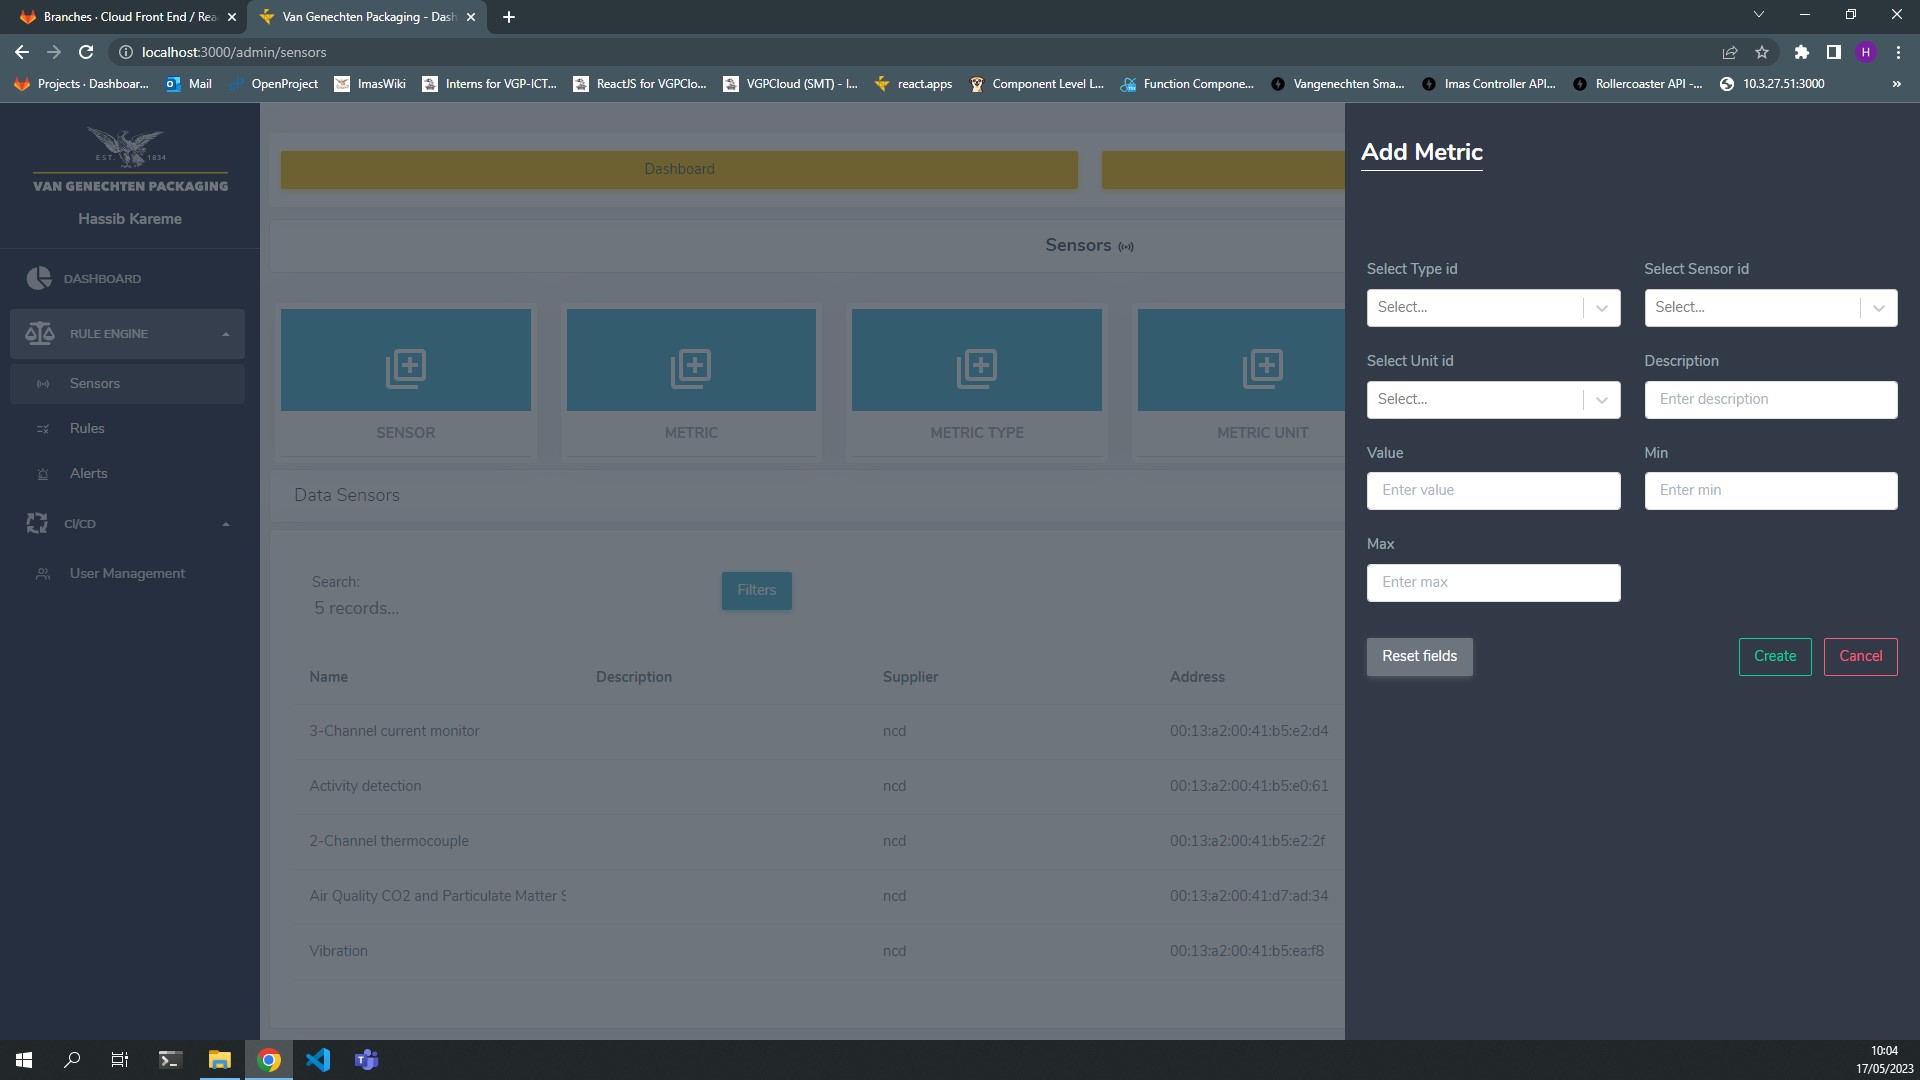 Branches · Cloud Front End / Rea
Van Genechten Packaging - Dash
localhost:3000/admin/sensors
H
Projects · Dashboar...
Mail
OpenProject
ImasWiki
Interns for VGP-ICT...
ReactJS for VGPClo...
VGPCloud (SMT) - I...
react.apps
Component Level L...
Function Compone...
Vangenechten Sma...
Imas Controller API...
Rollercoaster API -...
10.3.27.51:3000
»
EST. 1834
VAN GENECHTEN PACKAGING
Hassib Kareme
DASHBOARD
RULE ENGINE
Sensors
Rules
Alerts
CI/CD
User Management
Dashboard
Sensors
SENSOR
METRIC
METRIC TYPE
METRIC UNIT
Data Sensors
Search:
5 records...
Filters
Name Description Supplier Address
3-Channel current monitor ncd 00:13:a2:00:41:b5:e2:d4
Activity detection ncd 00:13:a2:00:41:b5:e0:61
2-Channel thermocouple ncd 00:13:a2:00:41:b5:e2:2f
Air Quality CO2 and Particulate Matter S ncd 00:13:a2:00:41:d7:ad:34
Vibration ncd 00:13:a2:00:41:b5:ea:f8
Add Metric
Select Type id
Select...
Select Sensor id
Select...
Select Unit id
Select...
Description
Enter description
Value
Enter value
Min
Enter min
Max
Enter max
Reset fields
Create
Cancel
10:04
17/05/2023